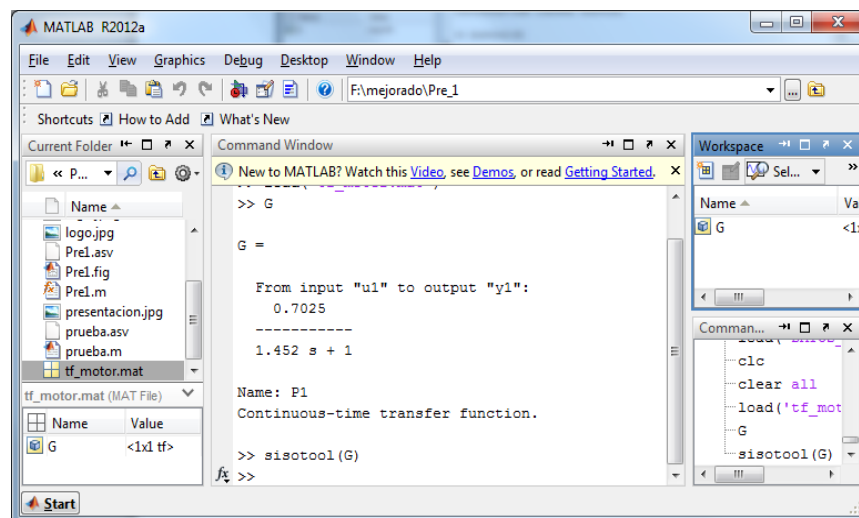 MATLAB R2012a
File Edit View Graphics Debug Desktop Window Help
F:\mejorado\Pre_1
Shortcuts How to Add What's New
Current Folder
« P...
Name
logo.jpg
Pre1.asv
Pre1.fig
Pre1.m
presentacion.jpg
prueba.asv
prueba.m
tf_motor.mat
tf_motor.mat (MAT File)
Name Value
G <1x1 tf>
Command Window
New to MATLAB? Watch this Video, see Demos, or read Getting Started.
>> G
G =
From input "u1" to output "y1":
0.7025
-----------
1.452 s + 1
Name: P1
Continuous-time transfer function.
>> sisotool(G)
fx >>
Workspace
Sel...
Name Va
G <1x
Comman...
clc
clear all
load('tf_mot
G
sisotool(G)
Start